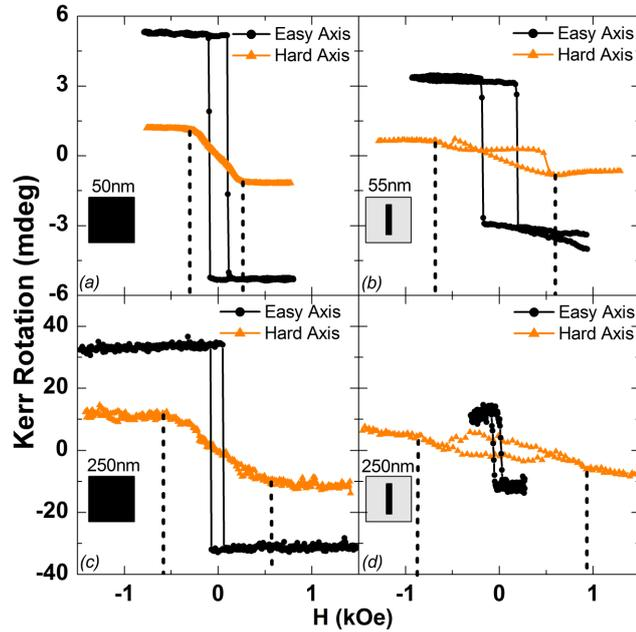 Kerr Rotation (mdeg)
6
3
0
-3
-6
Easy Axis
Hard Axis
50nm
(a)
Easy Axis
Hard Axis
55nm
(b)
40
20
0
-20
-40
Easy Axis
Hard Axis
250nm
(c)
Easy Axis
Hard Axis
250nm
(d)
-1 0 1 -1 0 1
H (kOe)